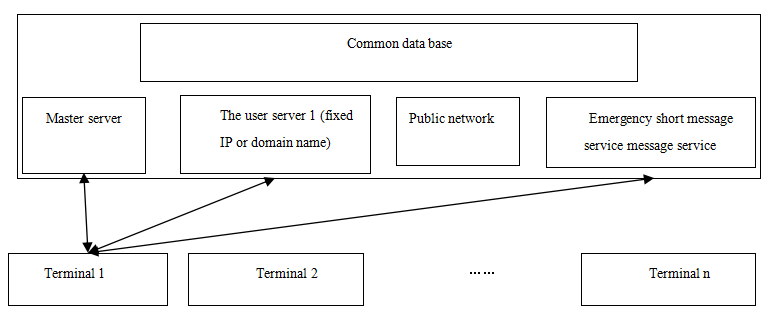 Common data base
Master server
The user server 1 (fixed
IP or domain name)
Public network
Emergency short message
service message service
Terminal 1
Terminal 2
……
Terminal n